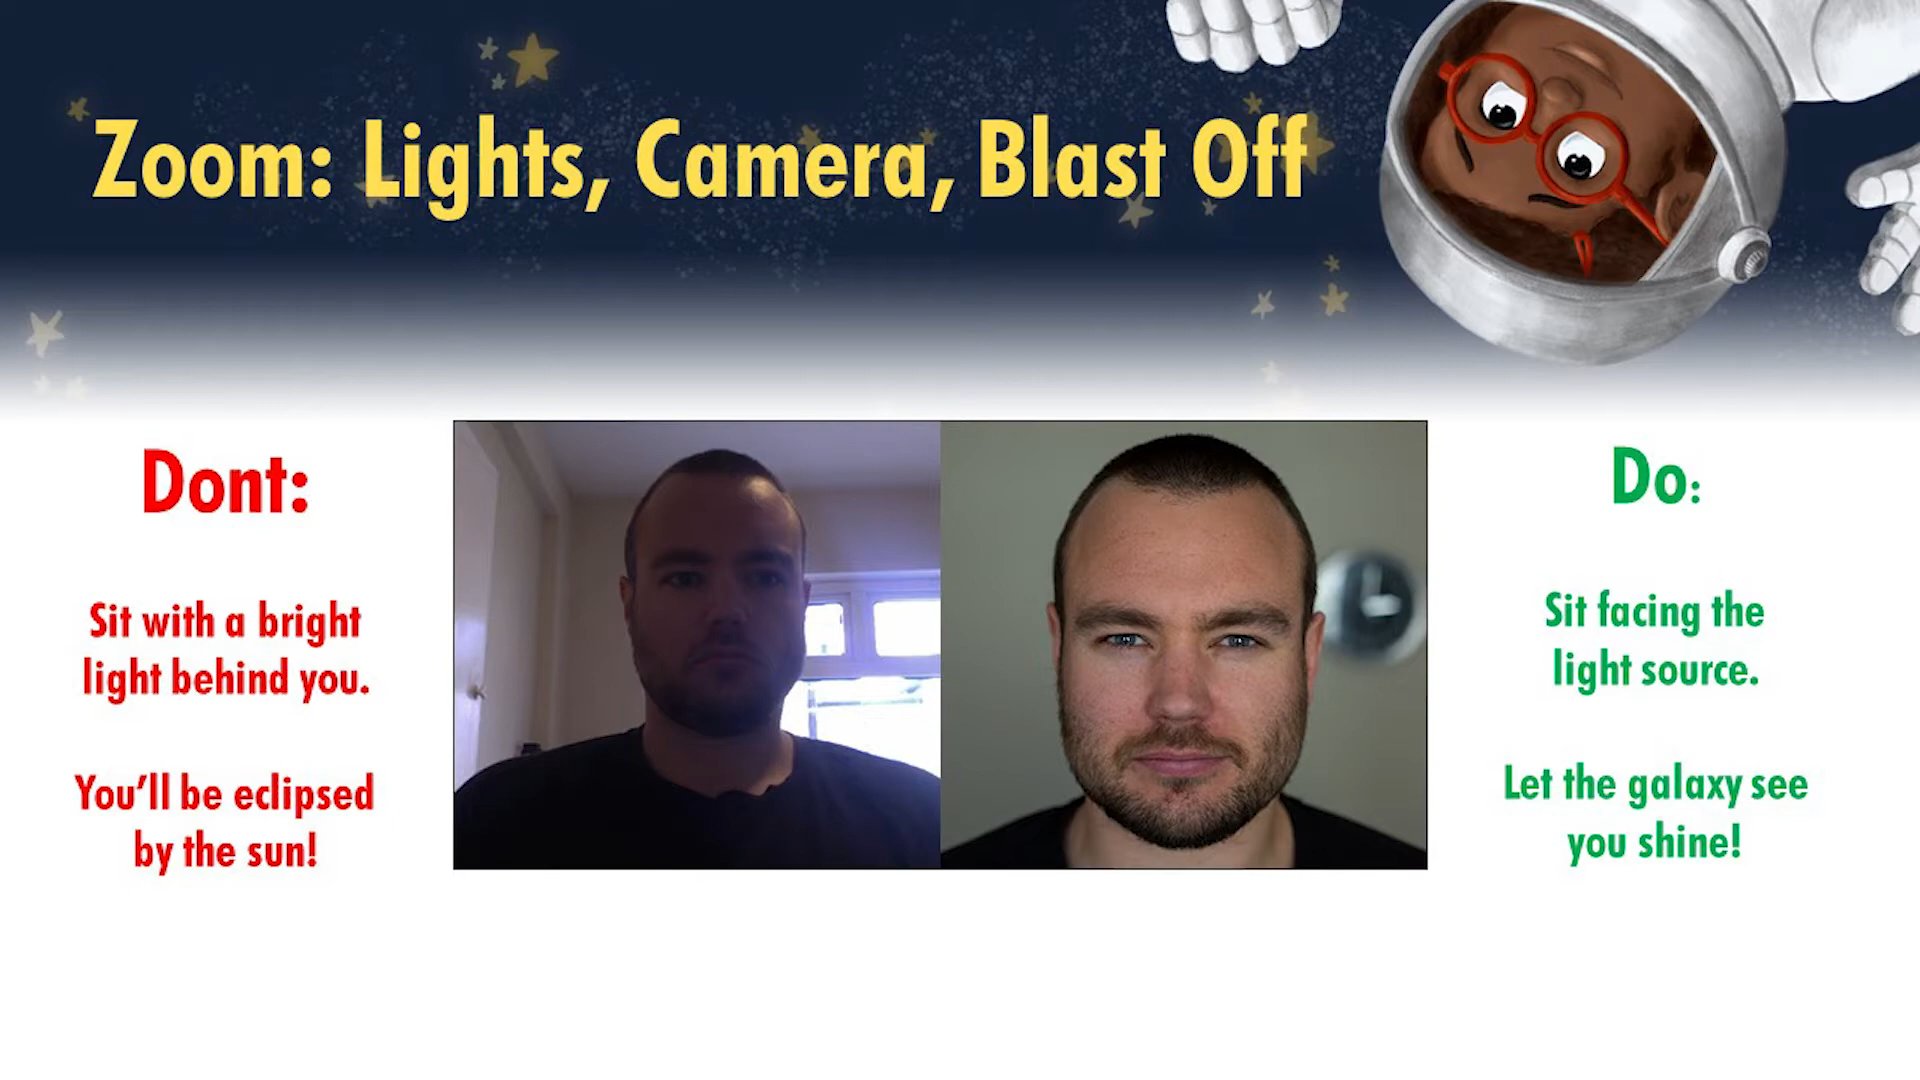 Zoom: Lights, Camera, Blast Off
Dont:
Sit with a bright
light behind you.
You'll be eclipsed
by the sun!
Do:
Sit facing the
light source.
Let the galaxy see
you shine!